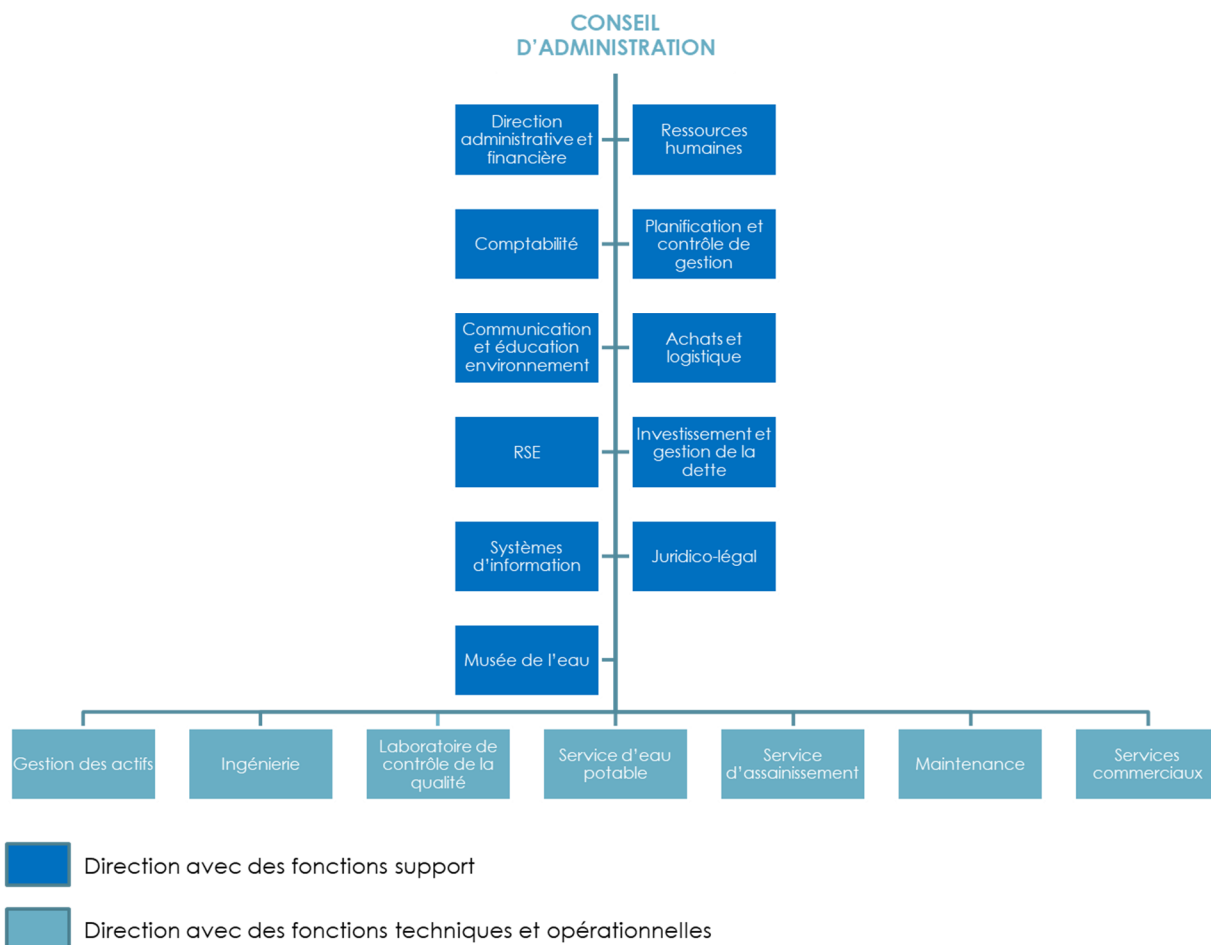 CONSEIL
D'ADMINISTRATION
Direction
administrative et
financière
Ressources
humaines
Comptabilité
Planification et
contrôle de
gestion
Communication
et éducation
environnement
Achats et
logistique
RSE
Investissement et
gestion de la
dette
Systèmes
d'information
Juridico-légal
Musée de l'eau
Gestion des actifs
Ingénierie
Laboratoire de
contrôle de la
qualité
Service d'eau
potable
Service
d'assainissement
Maintenance
Services
commerciaux
Direction avec des fonctions support
Direction avec des fonctions techniques et opérationnelles